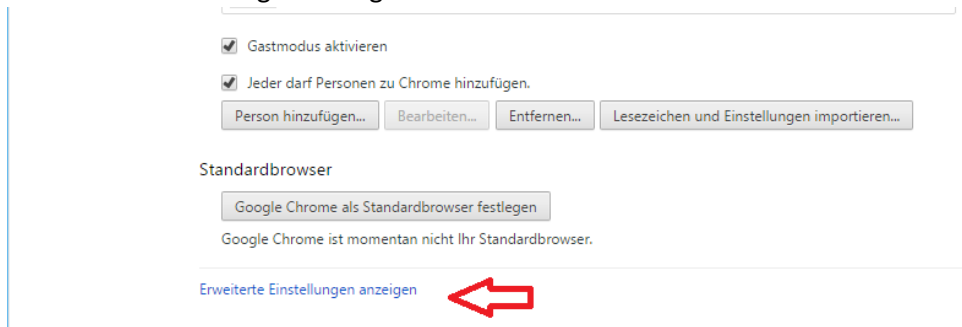 Gastmodus aktivieren
Jeder darf Personen zu Chrome hinzufügen.
Person hinzufügen... Bearbeiten... Entfernen... Lesezeichen und Einstellungen importieren...
Standardbrowser
Google Chrome als Standardbrowser festlegen
Google Chrome ist momentan nicht Ihr Standardbrowser.
Erweiterte Einstellungen anzeigen